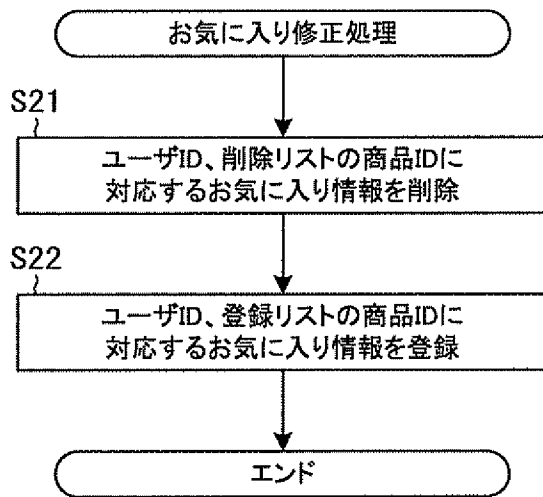 お気に入り修正処理
S21
ユーザID、削除リストの商品IDに
対応するお気に入り情報を削除
S22
ユーザID、登録リストの商品IDに
対応するお気に入り情報を登録
エンド